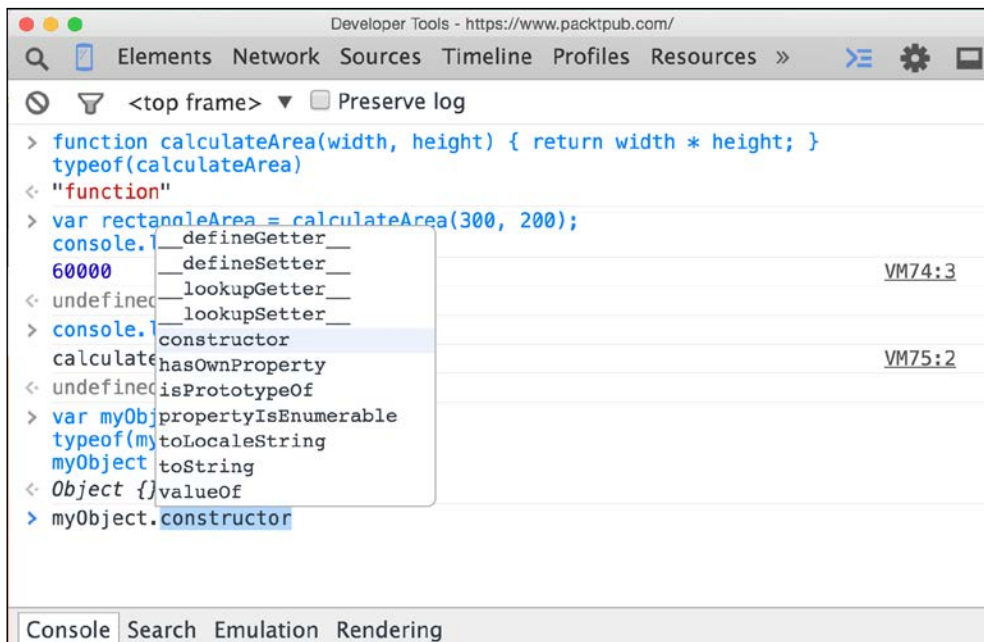 Developer Tools - https://www.packtpub.com/
Elements Network Sources Timeline Profiles Resources »
<top frame> ▼ Preserve log
> function calculateArea(width, height) { return width * height; }
typeof(calculateArea)
<· "function"
> var rectangleArea = calculateArea(300, 200);
console.l
__defineGetter__
__defineSetter__
60000 VM74:3
__lookupGetter__
<· undefined
__lookupSetter__
> console.l
constructor
calculate VM75:2
hasOwnProperty
<· undefined
isPrototypeOf
> var myObj
propertyIsEnumerable
typeof(my
toLocaleString
myObject
toString
<· Object {}
valueOf
> myObject.constructor
Console Search Emulation Rendering